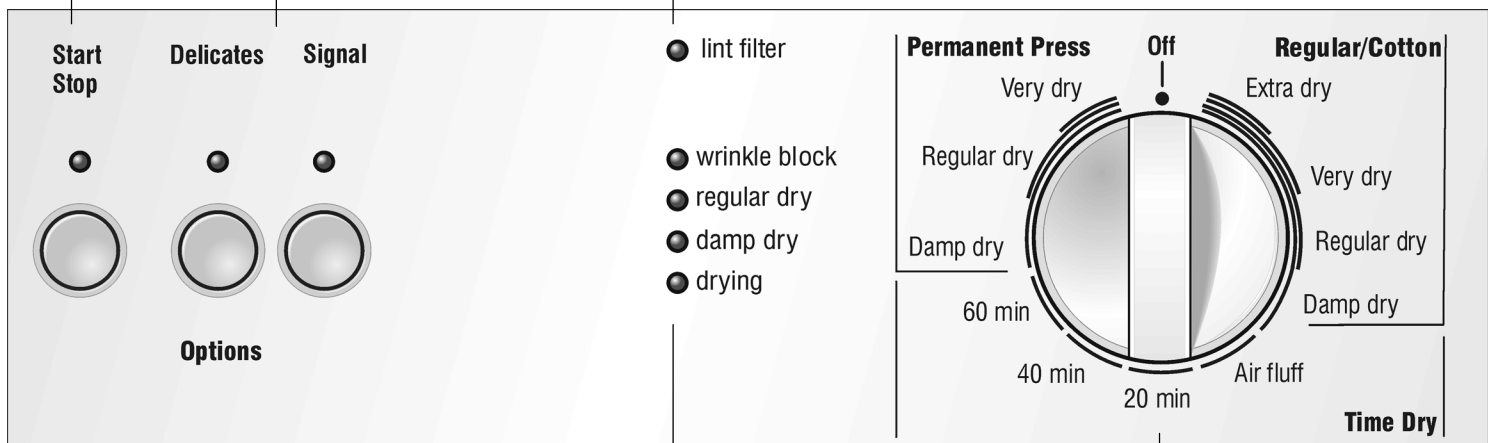 Start
Stop
Delicates
Signal
Options
lint filter
wrinkle block
regular dry
damp dry
drying
Permanent Press
Off
Regular/Cotton
Very dry
Regular dry
Damp dry
Extra dry
Very dry
Regular dry
Damp dry
60 min
40 min
20 min
Air fluff
Time Dry